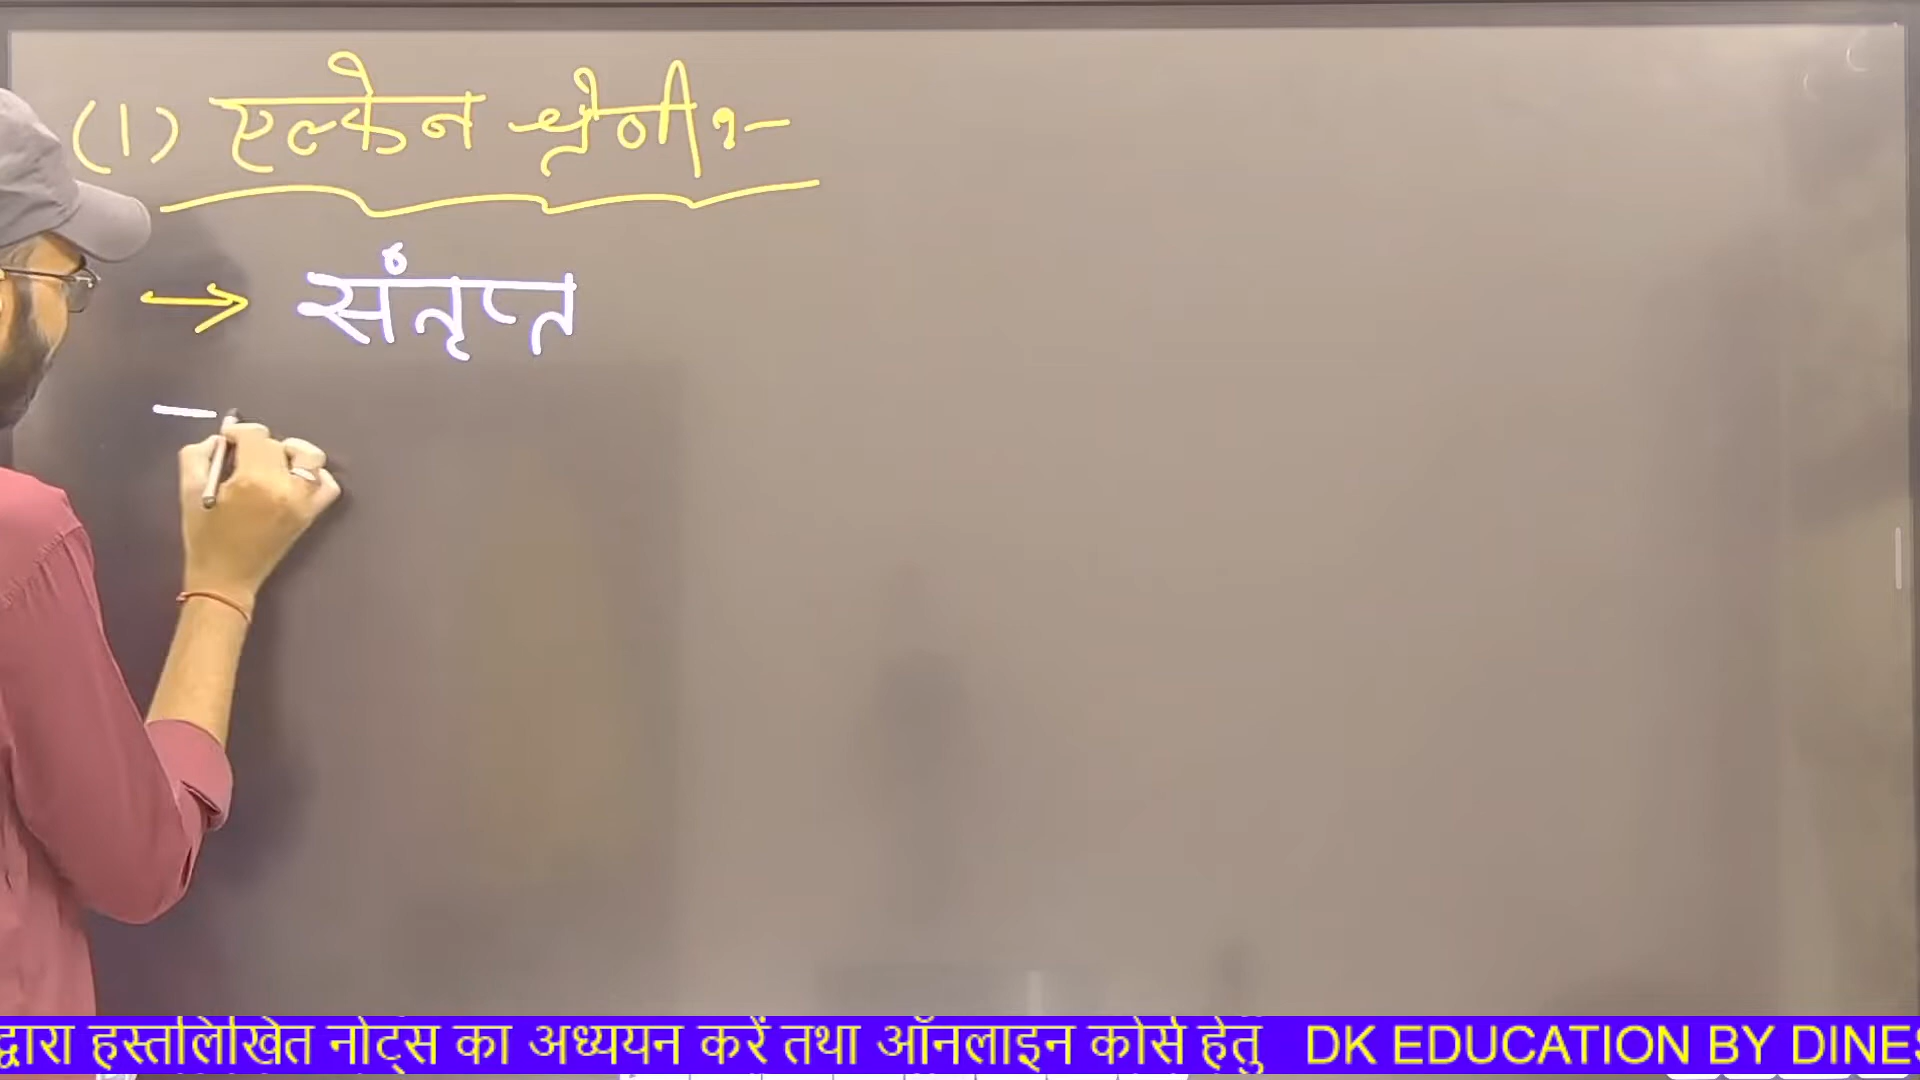 (1) एल्केन श्रेणी :-
→ संतृप्त
द्वारा हस्तलिखित नोट्स का अध्ययन करें तथा ऑनलाइन कोर्स हेतु DK EDUCATION BY DINES